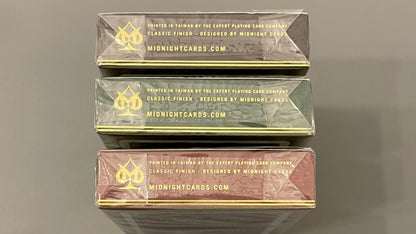 PRINTED IN TAIWAN BY THE EXPERT PLAYING CARD COMPANY
CLASSIC FINISH - DESIGNED BY MIDNIGHT CARDS
MIDNIGHTCARDS.COM
PRINTED IN TAIWAN BY THE EXPERT PLAYING CARD COMPANY
CLASSIC FINISH - DESIGNED BY MIDNIGHT CARDS
MIDNIGHTCARDS.COM
PRINTED IN TAIWAN BY THE EXPERT PLAYING CARD COMPANY
CLASSIC FINISH - DESIGNED BY MIDNIGHT CARDS
MIDNIGHTCARDS.COM